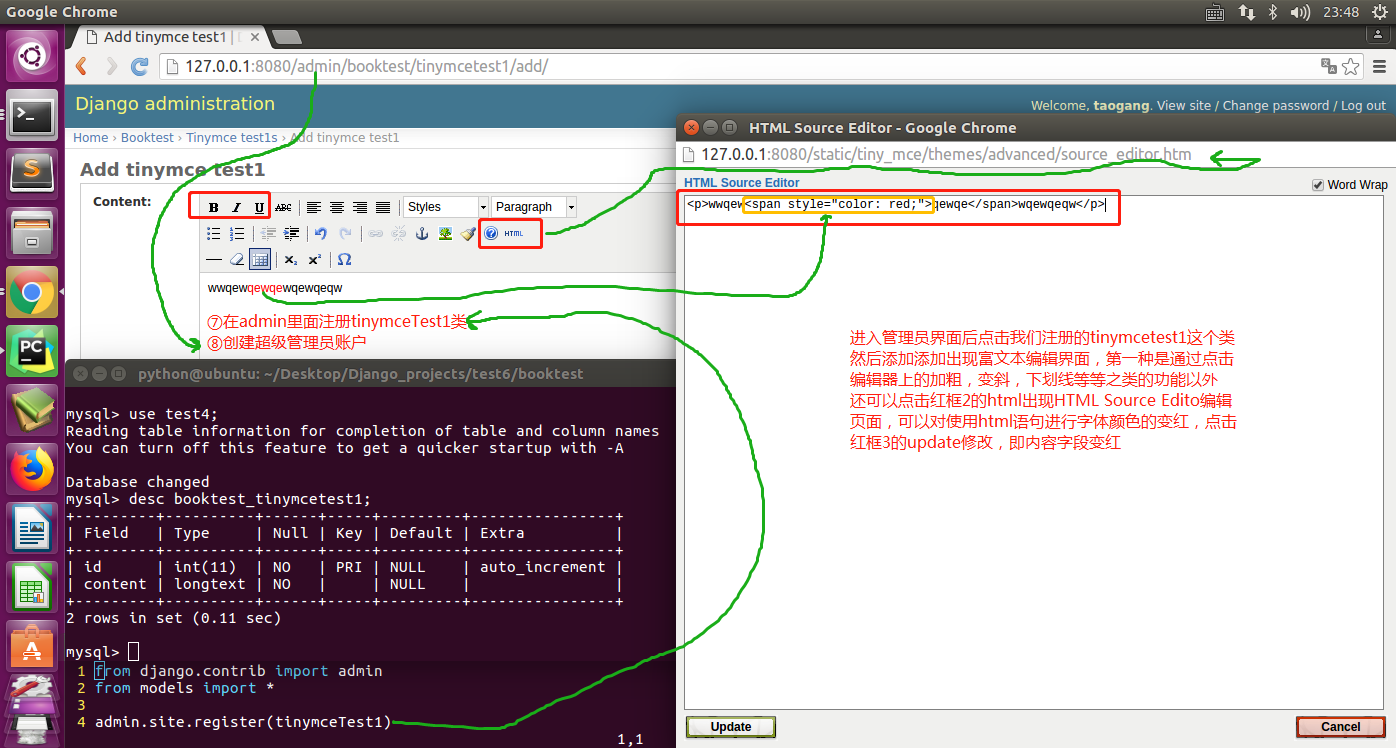 Google Chrome
23:48
Add tinymce test1 | D
127.0.0.1:8080/admin/booktest/tinymcetest1/add/
Django administration
Welcome, taogang. View site / Change password / Log out
Home › Booktest › Tinymce test1s › Add tinymce test1
Add tinymce test1
Content:
B I U ABC
Styles
Paragraph
HTML
wwqewqewqewqewqeqw
⑦在admin里面注册tinymceTest1类
⑧创建超级管理员账户
HTML Source Editor - Google Chrome
127.0.0.1:8080/static/tiny_mce/themes/advanced/source_editor.htm
HTML Source Editor
Word Wrap
<p>wwqew<span style="color: red;">qewqe</span>wqewqeqw</p>
进入管理员界面后点击我们注册的tinymcetest1这个类
然后添加添加出现富文本编辑界面，第一种是通过点击
编辑器上的加粗，变斜，下划线等等之类的功能以外
还可以点击红框2的html出现HTML Source Edito编辑
页面，可以对使用html语句进行字体颜色的变红，点击
红框3的update修改，即内容字段变红
Update
Cancel
python@ubuntu: ~/Desktop/Django_projects/test6/booktest
mysql> use test4;
Reading table information for completion of table and column names
You can turn off this feature to get a quicker startup with -A
Database changed
mysql> desc booktest_tinymcetest1;
+---------+----------+------+-----+---------+----------------+
| Field   | Type     | Null | Key | Default | Extra          |
+---------+----------+------+-----+---------+----------------+
| id      | int(11)  | NO   | PRI | NULL    | auto_increment |
| content | longtext | NO   |     | NULL    |                |
+---------+----------+------+-----+---------+----------------+
2 rows in set (0.11 sec)
mysql>
1 from django.contrib import admin
2 from models import *
3
4 admin.site.register(tinymceTest1)
1,1